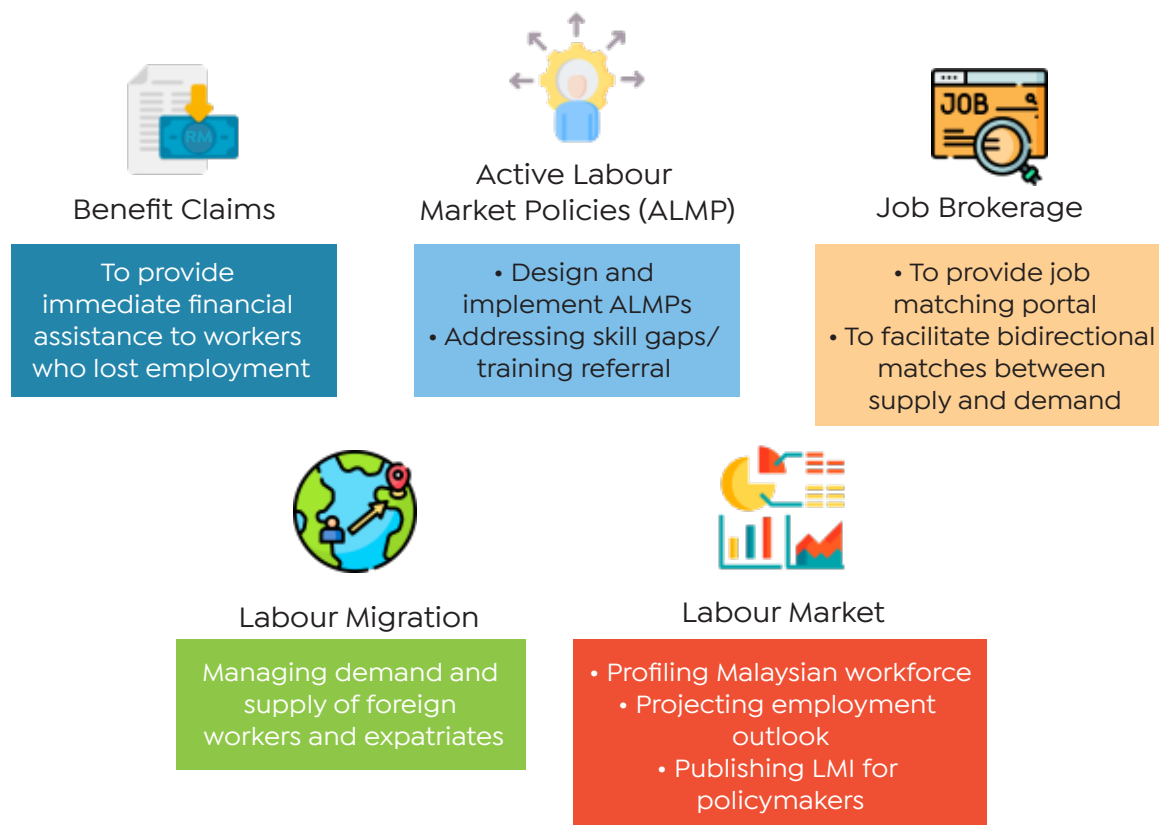 RM
Benefit Claims
To provide
immediate financial
assistance to workers
who lost employment
Active Labour
Market Policies (ALMP)
• Design and
implement ALMPs
• Addressing skill gaps/
training referral
JOB
Job Brokerage
• To provide job
matching portal
• To facilitate bidirectional
matches between
supply and demand
Labour Migration
Managing demand and
supply of foreign
workers and expatriates
Labour Market
• Profiling Malaysian workforce
• Projecting employment
outlook
• Publishing LMI for
policymakers